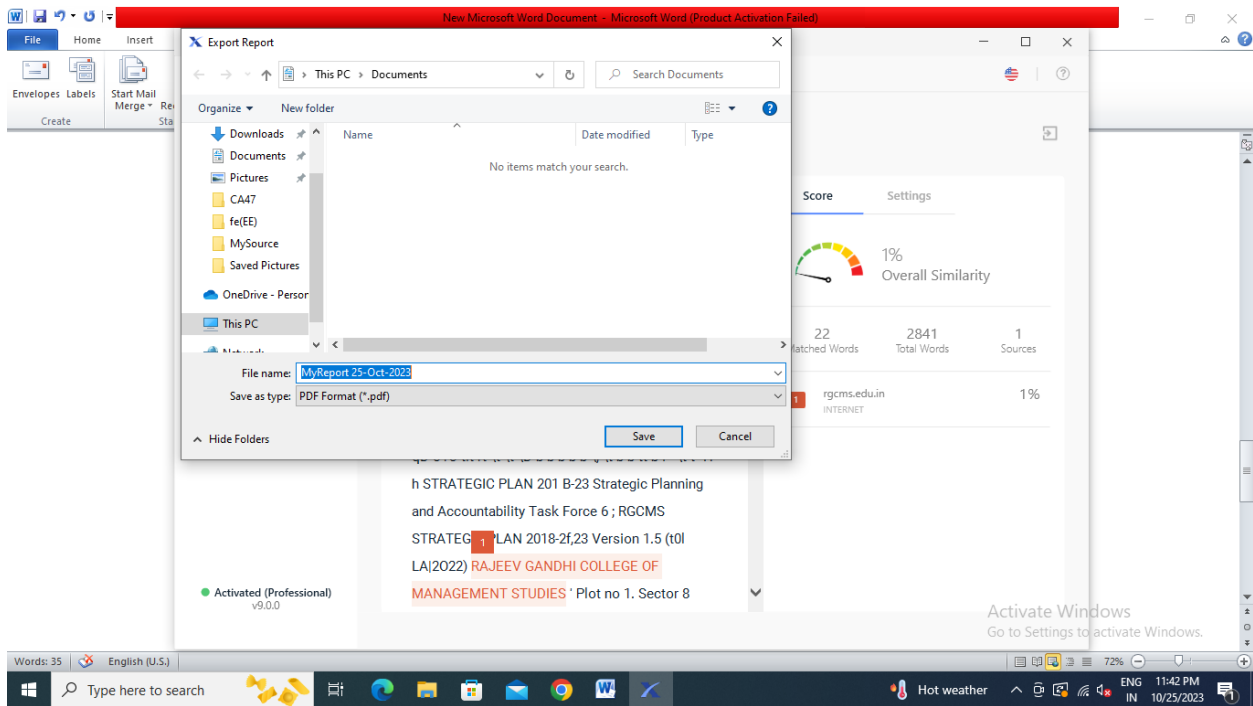 New Microsoft Word Document - Microsoft Word (Product Activation Failed)
File Home Insert
Envelopes Labels Start Mail Merge
Create
Export Report
This PC Documents
Search Documents
Organize New folder
Name Date modified Type
No items match your search.
Downloads
Documents
Pictures
CA47
fe(EE)
MySource
Saved Pictures
OneDrive - Person
This PC
Network
File name: MyReport 25-Oct-2023
Save as type: PDF Format (*.pdf)
Hide Folders
Save Cancel
Score Settings
1%
Overall Similarity
22 2841 1
Matched Words Total Words Sources
1 rgcms.edu.in 1%
INTERNET
h STRATEGIC PLAN 201 B-23 Strategic Planning
and Accountability Task Force 6 ; RGCMS
STRATEG 1 PLAN 2018-2f,23 Version 1.5 (t0l
LA|2O22) RAJEEV GANDHI COLLEGE OF
MANAGEMENT STUDIES ' Plot no 1. Sector 8
Activated (Professional)
v9.0.0
Activate Windows
Go to Settings to activate Windows.
Words: 35 English (U.S.) 72%
Type here to search
Hot weather
ENG 11:42 PM
IN 10/25/2023
1